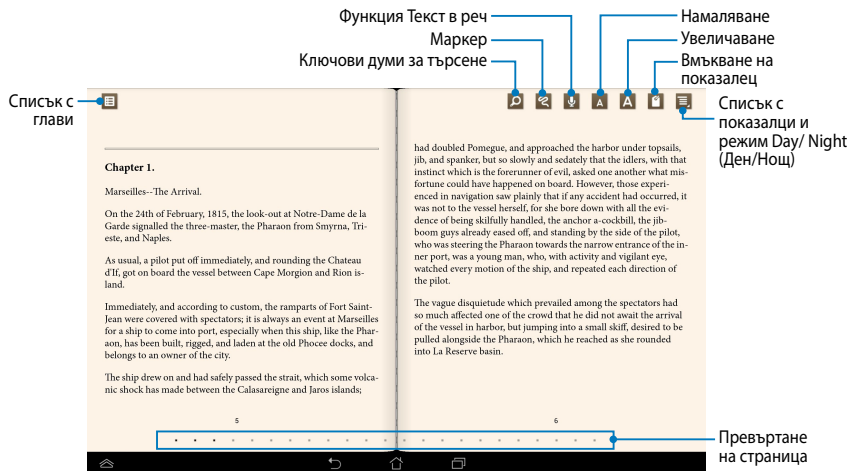 Функция Текст в реч
Маркер
Ключови думи за търсене
Намаляване
Увеличаване
Вмъкване на
показалец
Списък с
показалци и
режим Day/ Night
(Ден/Нощ)
Списък с
глави
A
A
Chapter 1.
Marseilles--The Arrival.
On the 24th of February, 1815, the look-out at Notre-Dame de la
Garde signalled the three-master, the Pharaon from Smyrna, Tri-
este, and Naples.
As usual, a pilot put off immediately, and rounding the Chateau
d'If, got on board the vessel between Cape Morgion and Rion is-
land.
Immediately, and according to custom, the ramparts of Fort Saint-
Jean were covered with spectators; it is always an event at Marseilles
for a ship to come into port, especially when this ship, like the Phar-
aon, has been built, rigged, and laden at the old Phocee docks, and
belongs to an owner of the city.
The ship drew on and had safely passed the strait, which some volca-
nic shock has made between the Calasareigne and Jaros islands;
5
had doubled Pomegue, and approached the harbor under topsails,
jib, and spanker, but so slowly and sedately that the idlers, with that
instinct which is the forerunner of evil, asked one another what mis-
fortune could have happened on board. However, those experi-
enced in navigation saw plainly that if any accident had occurred, it
was not to the vessel herself, for she bore down with all the evi-
dence of being skilfully handled, the anchor a-cockbill, the jib-
boom guys already eased off, and standing by the side of the pilot,
who was steering the Pharaon towards the narrow entrance of the in-
ner port, was a young man, who, with activity and vigilant eye,
watched every motion of the ship, and repeated each direction of
the pilot.
The vague disquietude which prevailed among the spectators had
so much affected one of the crowd that he did not await the arrival
of the vessel in harbor, but jumping into a small skiff, desired to be
pulled alongside the Pharaon, which he reached as she rounded
into La Reserve basin.
6
Превъртане
на страница